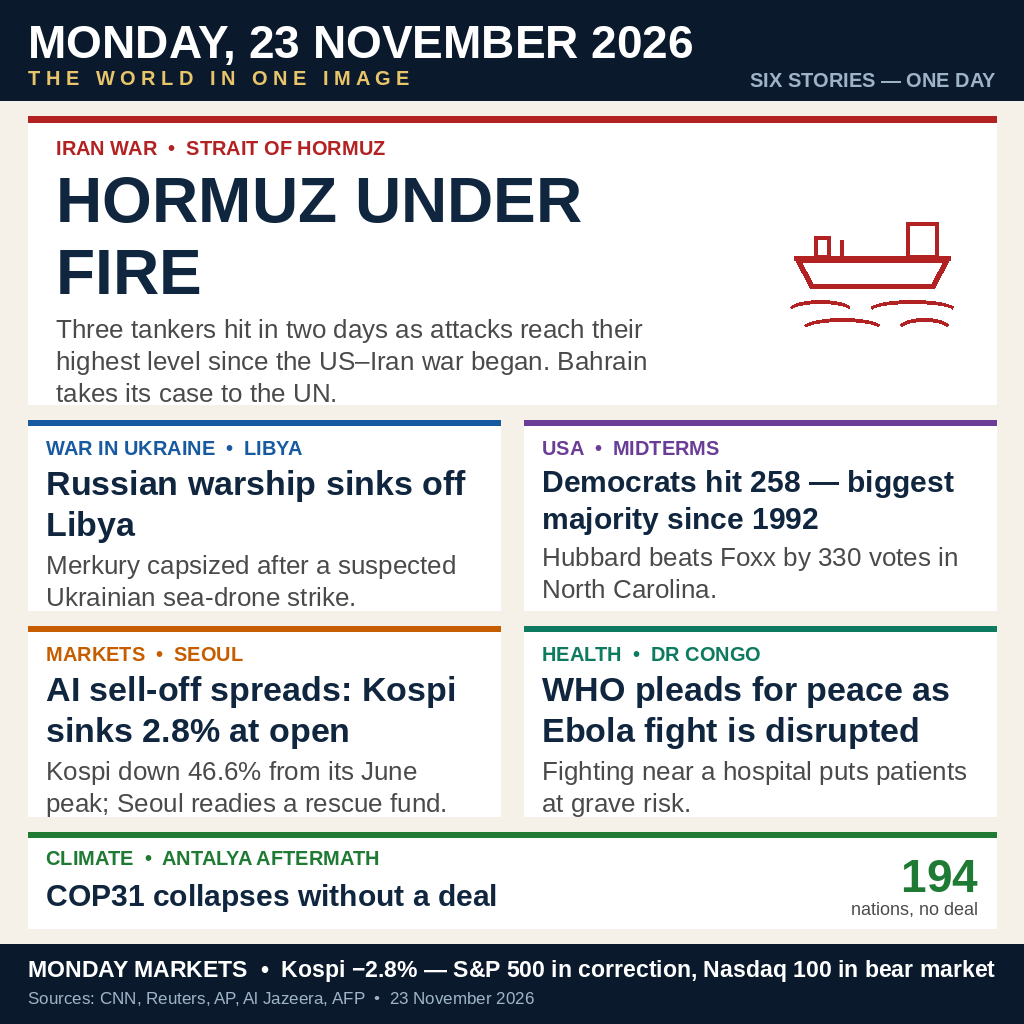 MONDAY, 23 NOVEMBER 2026
THE WORLD IN ONE IMAGE
SIX STORIES — ONE DAY
IRAN WAR • STRAIT OF HORMUZ
HORMUZ UNDER
FIRE
Three tankers hit in two days as attacks reach their
highest level since the US–Iran war began. Bahrain
takes its case to the UN.
WAR IN UKRAINE • LIBYA
Russian warship sinks off
Libya
Merkury capsized after a suspected
Ukrainian sea-drone strike.
USA • MIDTERMS
Democrats hit 258 — biggest
majority since 1992
Hubbard beats Foxx by 330 votes in
North Carolina.
MARKETS • SEOUL
AI sell-off spreads: Kospi
sinks 2.8% at open
Kospi down 46.6% from its June
peak; Seoul readies a rescue fund.
HEALTH • DR CONGO
WHO pleads for peace as
Ebola fight is disrupted
Fighting near a hospital puts patients
at grave risk.
CLIMATE • ANTALYA AFTERMATH
COP31 collapses without a deal
194
nations, no deal
MONDAY MARKETS • Kospi −2.8% — S&P 500 in correction, Nasdaq 100 in bear market
Sources: CNN, Reuters, AP, Al Jazeera, AFP • 23 November 2026